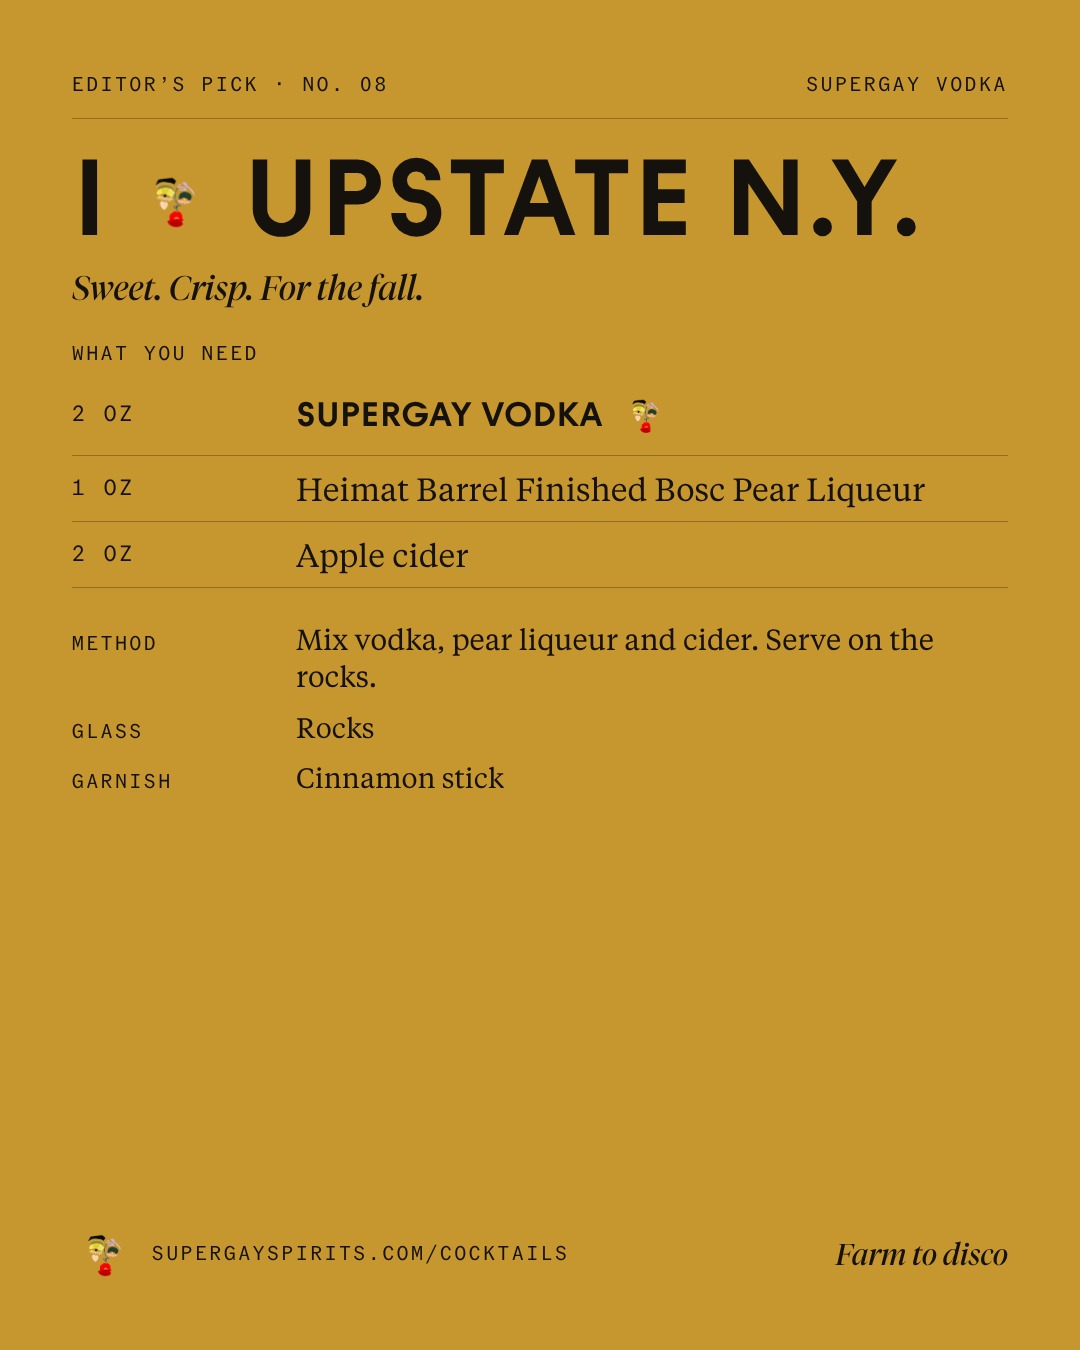 EDITOR’S PICK · NO. 08
SUPERGAY VODKA
I UPSTATE N.Y.
Sweet. Crisp. For the fall.
WHAT YOU NEED
2 OZ SUPERGAY VODKA
1 OZ Heimat Barrel Finished Bosc Pear Liqueur
2 OZ Apple cider
METHOD Mix vodka, pear liqueur and cider. Serve on the
rocks.
GLASS Rocks
GARNISH Cinnamon stick
SUPERGAYSPIRITS.COM/COCKTAILS
Farm to disco